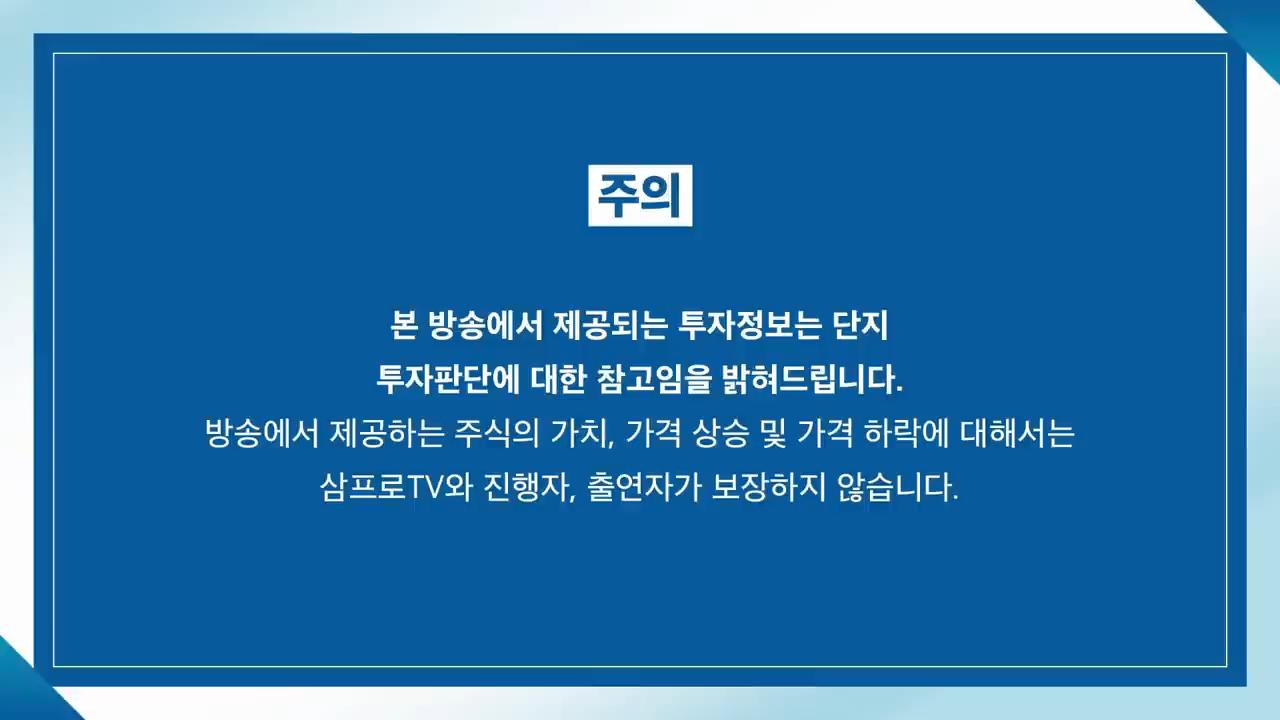 주의
본 방송에서 제공되는 투자정보는 단지
투자판단에 대한 참고임을 밝혀드립니다.
방송에서 제공하는 주식의 가치, 가격 상승 및 가격 하락에 대해서는
삼프로TV와 진행자, 출연자가 보장하지 않습니다.